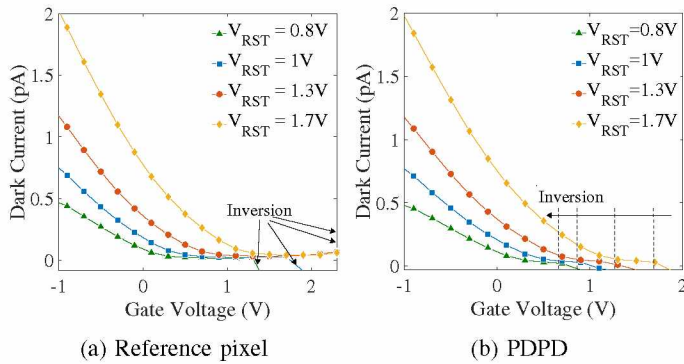 2
1.5
1
0.5
0
Dark Current (pA)
V_RST = 0.8V
V_RST = 1V
V_RST = 1.3V
V_RST = 1.7V
Inversion
-1 0 1 2
Gate Voltage (V)
(a) Reference pixel
2
1.5
1
0.5
0
Dark Current (pA)
V_RST=0.8V
V_RST=1V
V_RST=1.3V
V_RST=1.7V
Inversion
-1 0 1 2
Gate Voltage (V)
(b) PDPD